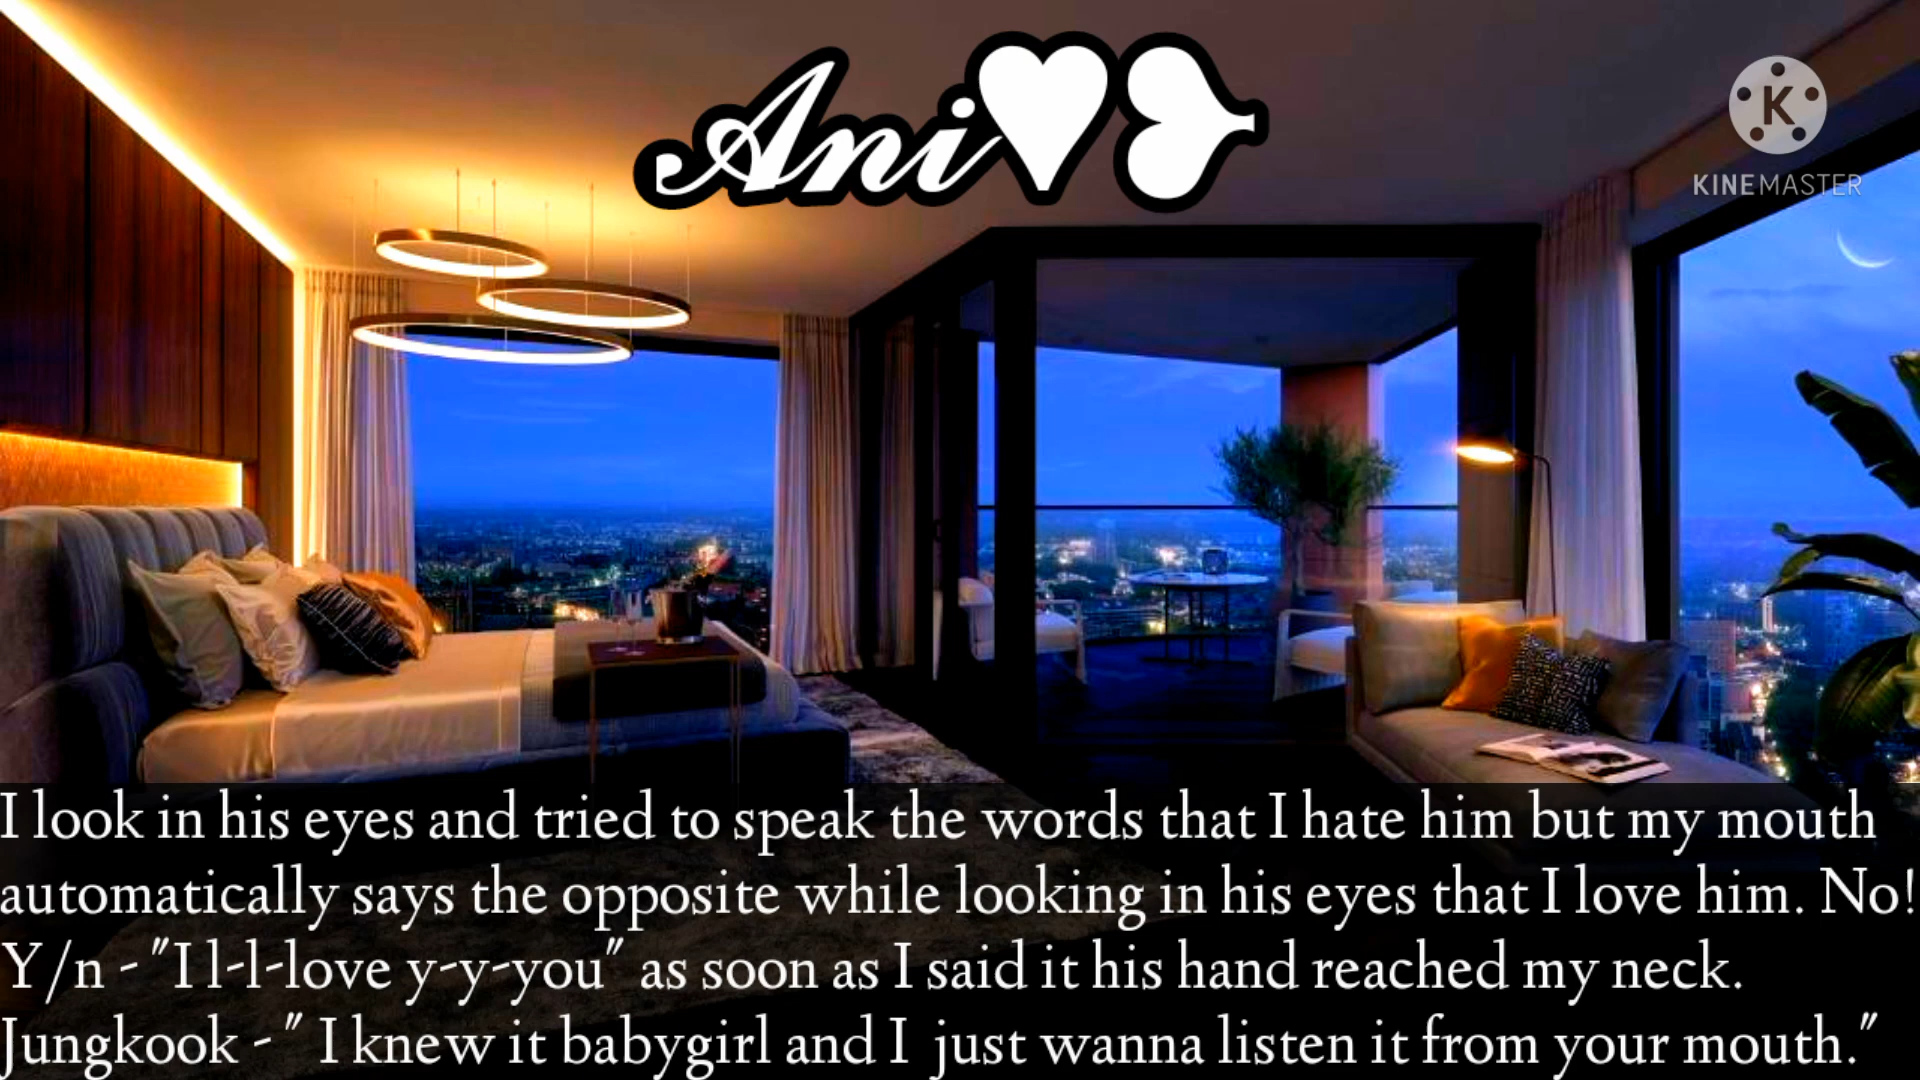 Ani
K
KINEMASTER
I look in his eyes and tried to speak the words that I hate him but my mouth
automatically says the opposite while looking in his eyes that I love him. No!
Y/n - "I l-l-love y-y-you" as soon as I said it his hand reached my neck.
Jungkook - " I knew it babygirl and I just wanna listen it from your mouth."